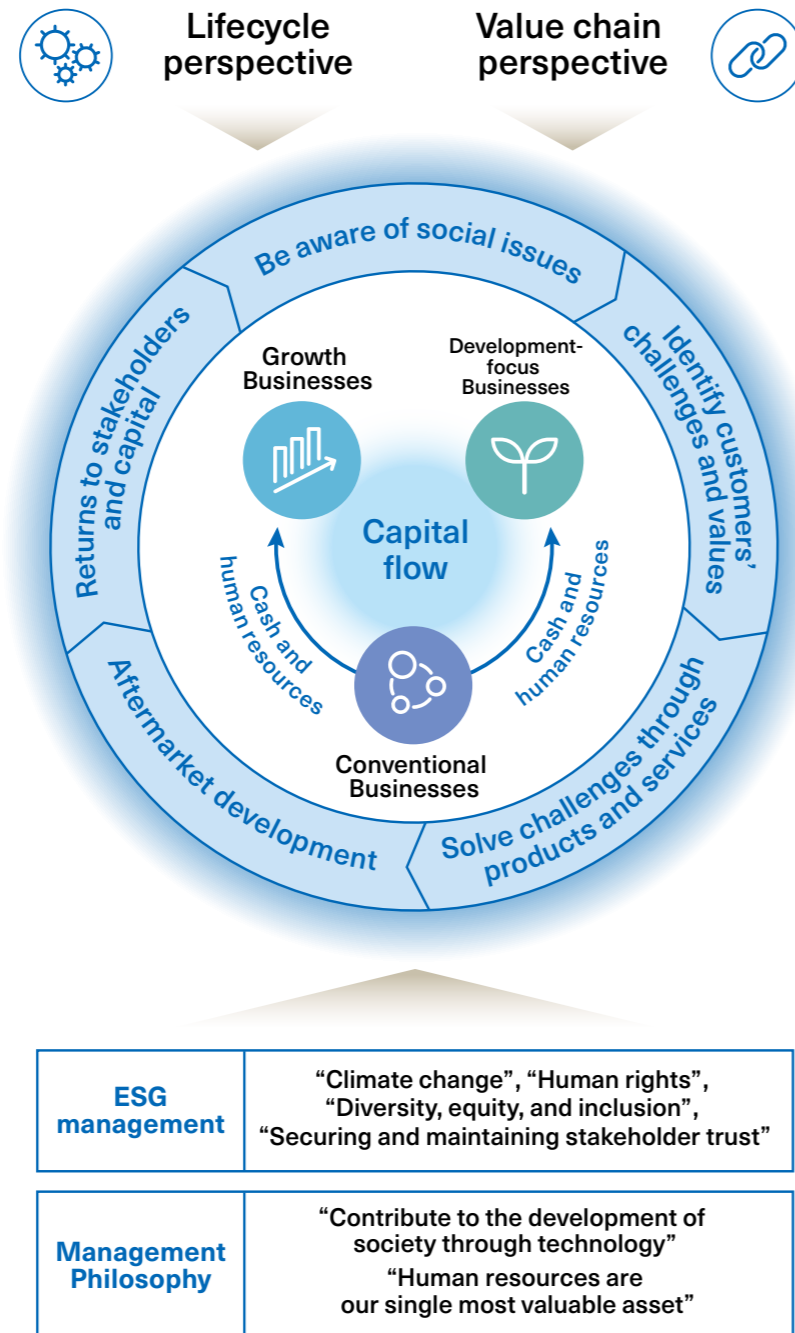 Lifecycle
perspective
Value chain
perspective
Be aware of social issues
Identify customers’
challenges and values
Solve challenges through
products and services
Aftermarket development
Returns to stakeholders
and capital
Growth
Businesses
Development-
focus
Businesses
Capital
flow
Cash and
human resources
Cash and
human resources
Conventional
Businesses
ESG
management
“Climate change”, “Human rights”,
“Diversity, equity, and inclusion”,
“Securing and maintaining stakeholder trust”
Management
Philosophy
“Contribute to the development of
society through technology”
“Human resources are
our single most valuable asset”